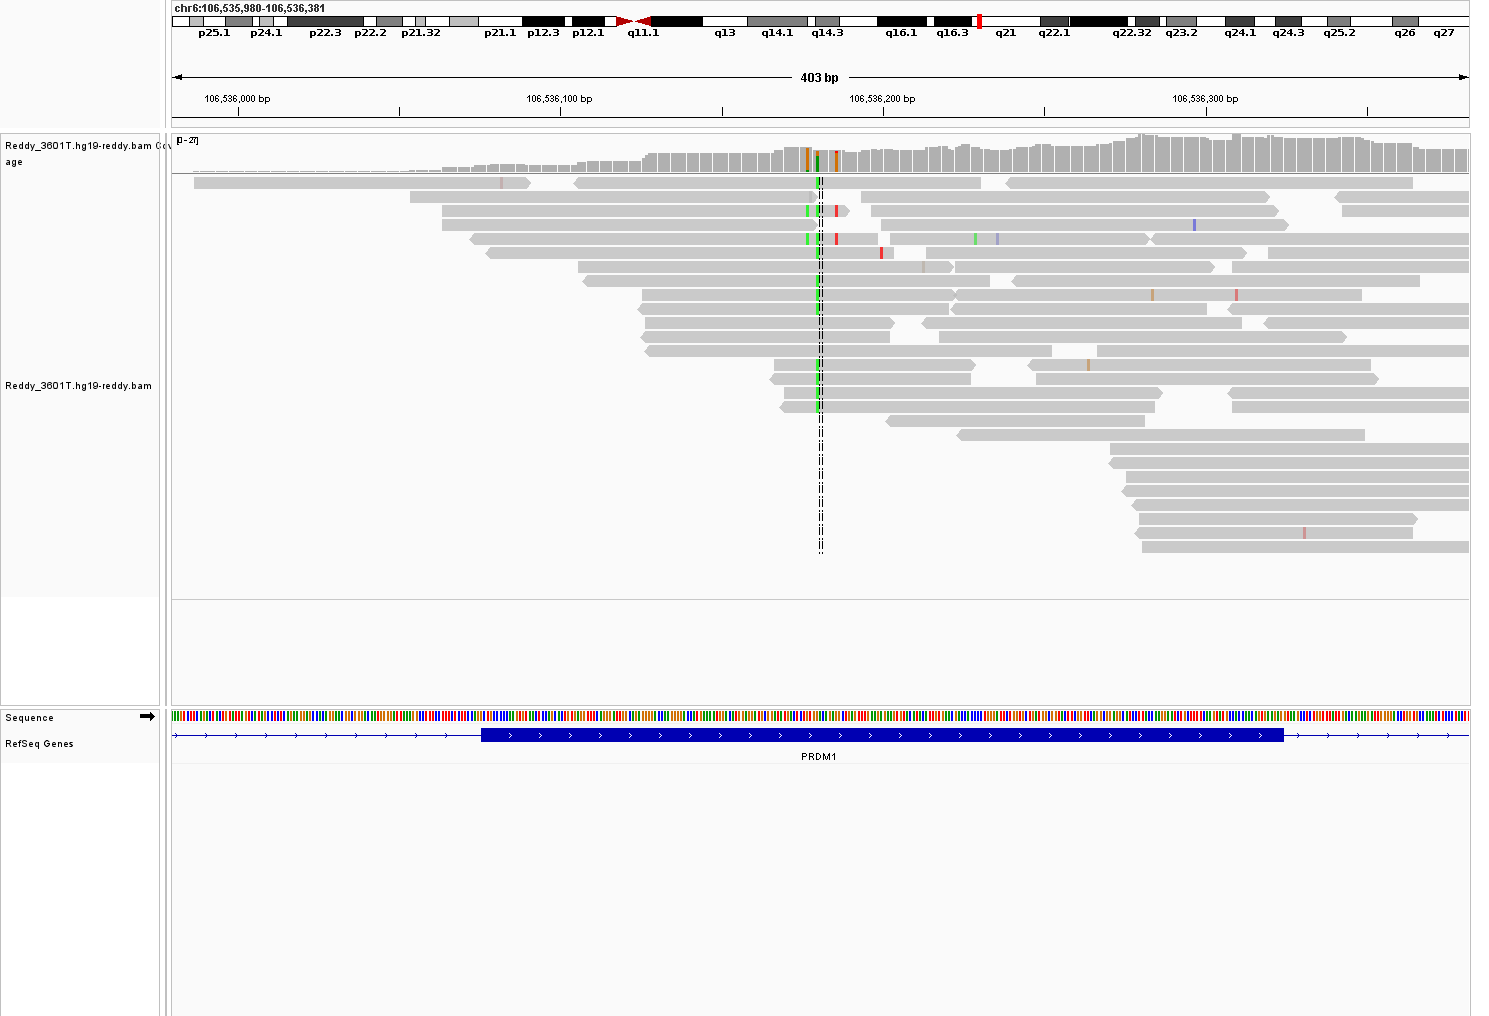 chr6:106,535,980-106,536,381
p25.1 p24.1 p22.3 p22.2 p21.32 p21.1 p12.3 p12.1 q11.1 q13 q14.1 q14.3 q16.1 q16.3 q21 q22.1 q22.32 q23.2 q24.1 q24.3 q25.2 q26 q27
403 bp
106,536,000 bp 106,536,100 bp 106,536,200 bp 106,536,300 bp
Reddy_3601T.hg19-reddy.bam Cov
age
[0 - 27]
Reddy_3601T.hg19-reddy.bam
Sequence
RefSeq Genes
PRDM1